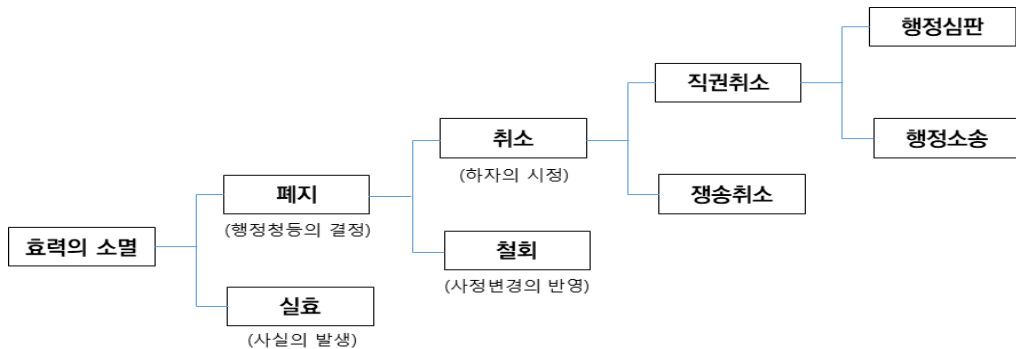 행정심판
직권취소
취소
행정소송
(하자의 시정)
폐지
쟁송취소
(행정청등의 결정)
효력의 소멸
철회
(사정변경의 반영)
실효
(사실의 발생)